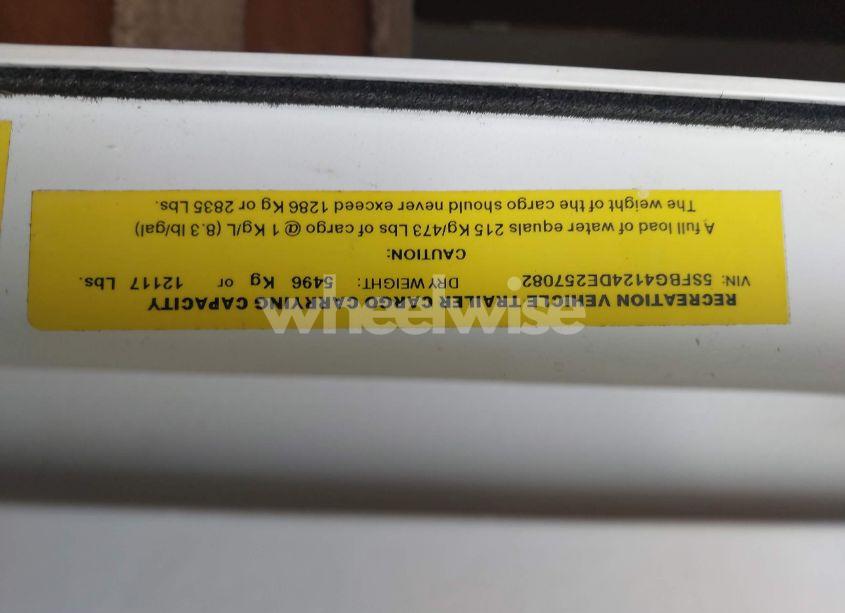 RECREATION VEHICLE TRAILER CARGO CARRYING CAPACITY
VIN: 5SFBG4124DE257082 DRY WEIGHT: 5496 Kg or 12117 Lbs.
CAUTION:
A full load of water equals 215 Kg/473 Lbs of cargo @ 1 Kg/L (8.3 lb/gal)
The weight of the cargo should never exceed 1286 Kg or 2835 Lbs.
wheelwise